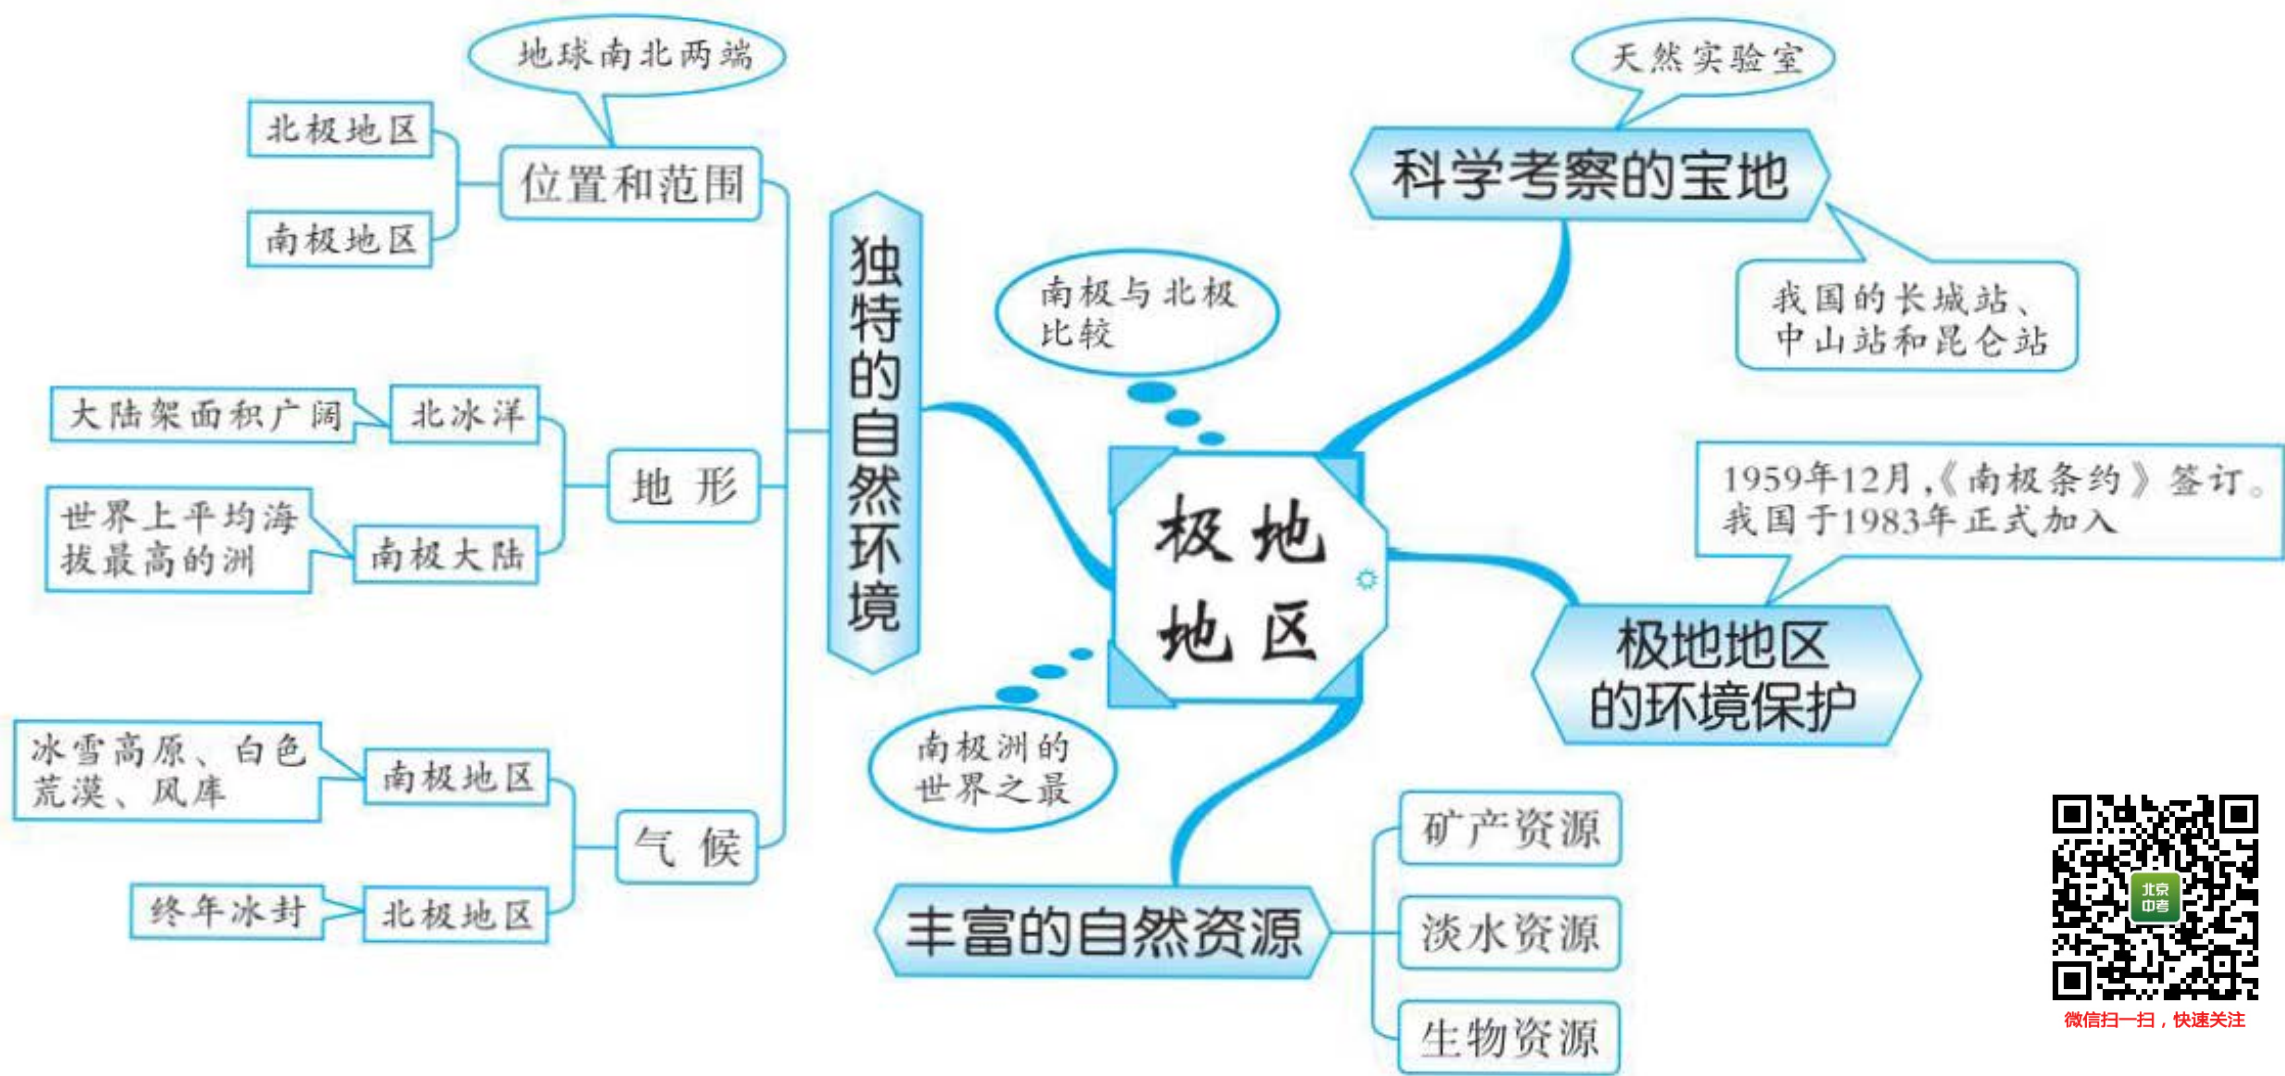 地球南北两端
北极地区
位置和范围
南极地区
大陆架面积广阔
北冰洋
地形
世界上平均海
拔最高的洲
南极大陆
冰雪高原、白色
荒漠、风库
南极地区
气候
终年冰封
北极地区
独特的自然环境
南极与北极
比较
极地
地区
南极洲的
世界之最
天然实验室
科学考察的宝地
我国的长城站、
中山站和昆仑站
1959年12月,《南极条约》签订。
我国于1983年正式加入
极地地区
的环境保护
丰富的自然资源
矿产资源
淡水资源
生物资源
北京
中考
微信扫一扫，快速关注